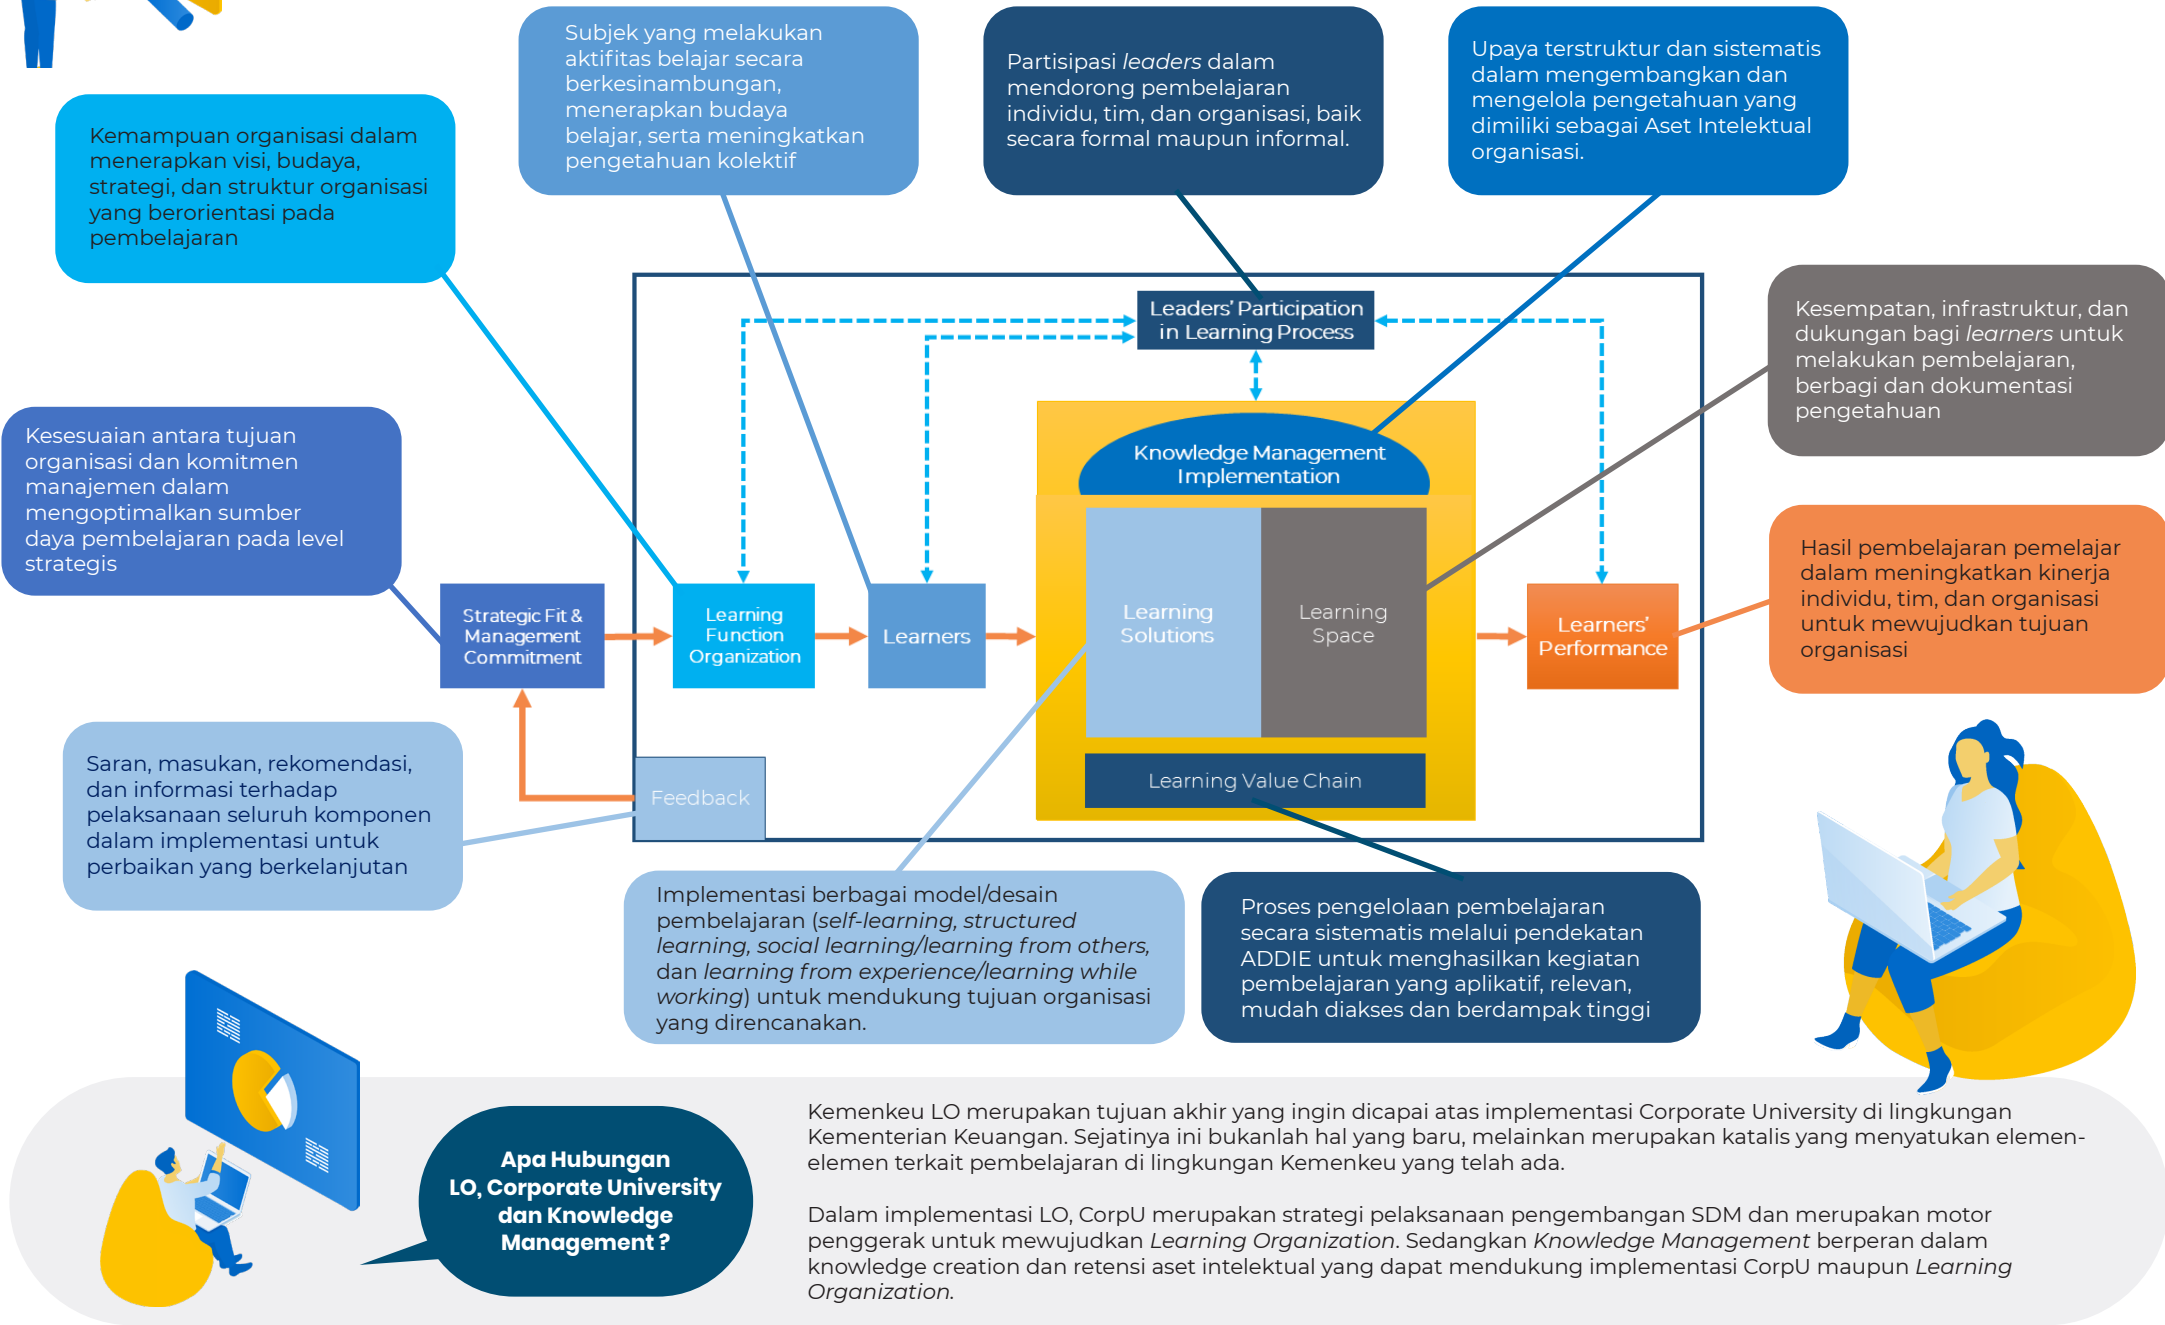 Subjek yang melakukan
aktifitas belajar secara
berkesinambungan,
menerapkan budaya
belajar, serta meningkatkan
pengetahuan kolektif
Partisipasi leaders dalam
mendorong pembelajaran
individu, tim, dan organisasi, baik
secara formal maupun informal.
Upaya terstruktur dan sistematis
dalam mengembangkan dan
mengelola pengetahuan yang
dimiliki sebagai Aset Intelektual
organisasi.
Kemampuan organisasi dalam
menerapkan visi, budaya,
strategi, dan struktur organisasi
yang berorientasi pada
pembelajaran
Kesempatan, infrastruktur, dan
dukungan bagi learners untuk
melakukan pembelajaran,
berbagi dan dokumentasi
pengetahuan
Leaders' Participation
in Learning Process
Kesesuaian antara tujuan
organisasi dan komitmen
manajemen dalam
mengoptimalkan sumber
daya pembelajaran pada level
strategis
Knowledge Management
Implementation
Hasil pembelajaran pemelajar
dalam meningkatkan kinerja
individu, tim, dan organisasi
untuk mewujudkan tujuan
organisasi
Strategic Fit &
Management
Commitment
Learning
Function
Organization
Learners
Learning
Solutions
Learning
Space
Learners'
Performance
Saran, masukan, rekomendasi,
dan informasi terhadap
pelaksanaan seluruh komponen
dalam implementasi untuk
perbaikan yang berkelanjutan
Feedback
Learning Value Chain
Implementasi berbagai model/desain
pembelajaran (self-learning, structured
learning, social learning/learning from others,
dan learning from experience/learning while
working) untuk mendukung tujuan organisasi
yang direncanakan.
Proses pengelolaan pembelajaran
secara sistematis melalui pendekatan
ADDIE untuk menghasilkan kegiatan
pembelajaran yang aplikatif, relevan,
mudah diakses dan berdampak tinggi
Apa Hubungan
LO, Corporate University
dan Knowledge
Management ?
Kemenkeu LO merupakan tujuan akhir yang ingin dicapai atas implementasi Corporate University di lingkungan
Kementerian Keuangan. Sejatinya ini bukanlah hal yang baru, melainkan merupakan katalis yang menyatukan elemen-
elemen terkait pembelajaran di lingkungan Kemenkeu yang telah ada.
Dalam implementasi LO, CorpU merupakan strategi pelaksanaan pengembangan SDM dan merupakan motor
penggerak untuk mewujudkan Learning Organization. Sedangkan Knowledge Management berperan dalam
knowledge creation dan retensi aset intelektual yang dapat mendukung implementasi CorpU maupun Learning
Organization.